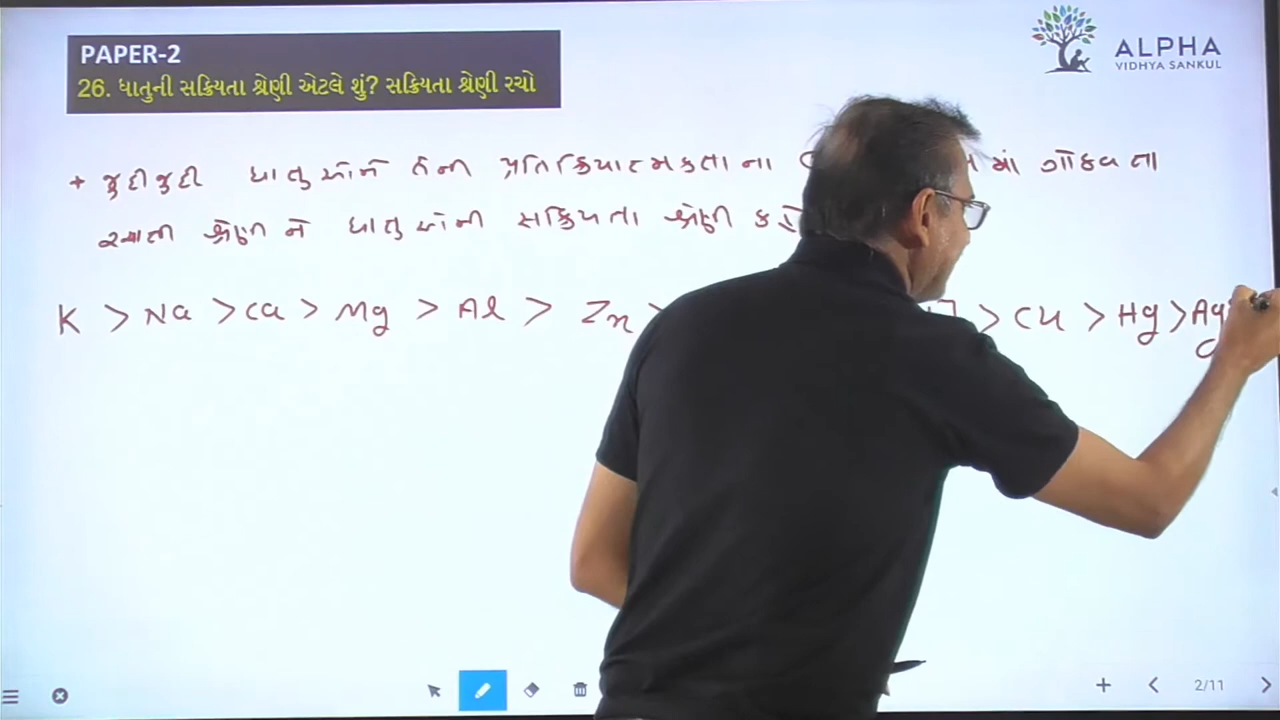 PAPER-2
26. ધાતુની સક્રિયતા શ્રેણી એટલે શું? સક્રિયતા શ્રેણી રચો
ALPHA
VIDHYA SANKUL
+ જુદીજુદી ધાતુઓને તેની પ્રતિક્રિયાત્મકતાના માં ગોઠવતા
રચાતી શ્રેણીને ધાતુઓની સક્રિયતા શ્રેણી કહે
K > Na > Ca > Mg > Al > Zn > > Cu > Hg > Ag
2/11